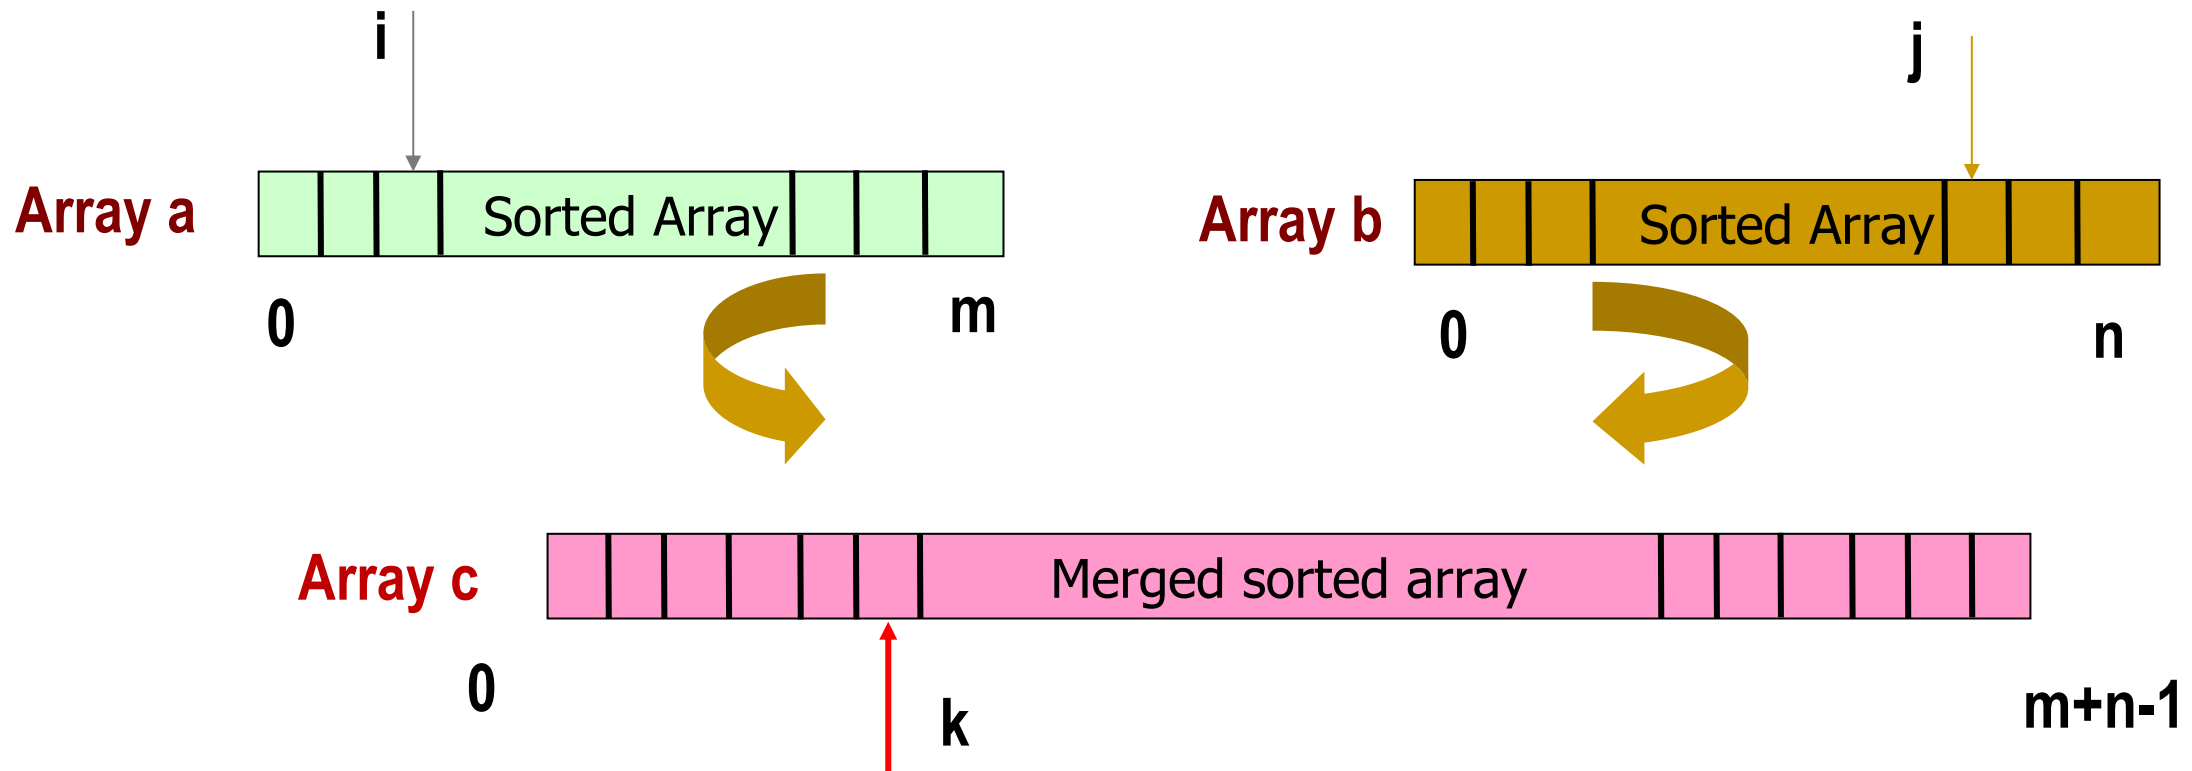 i
j
Array a
Sorted Array
Array b
Sorted Array
0
m
0
n
Array c
Merged sorted array
0
k
m+n-1